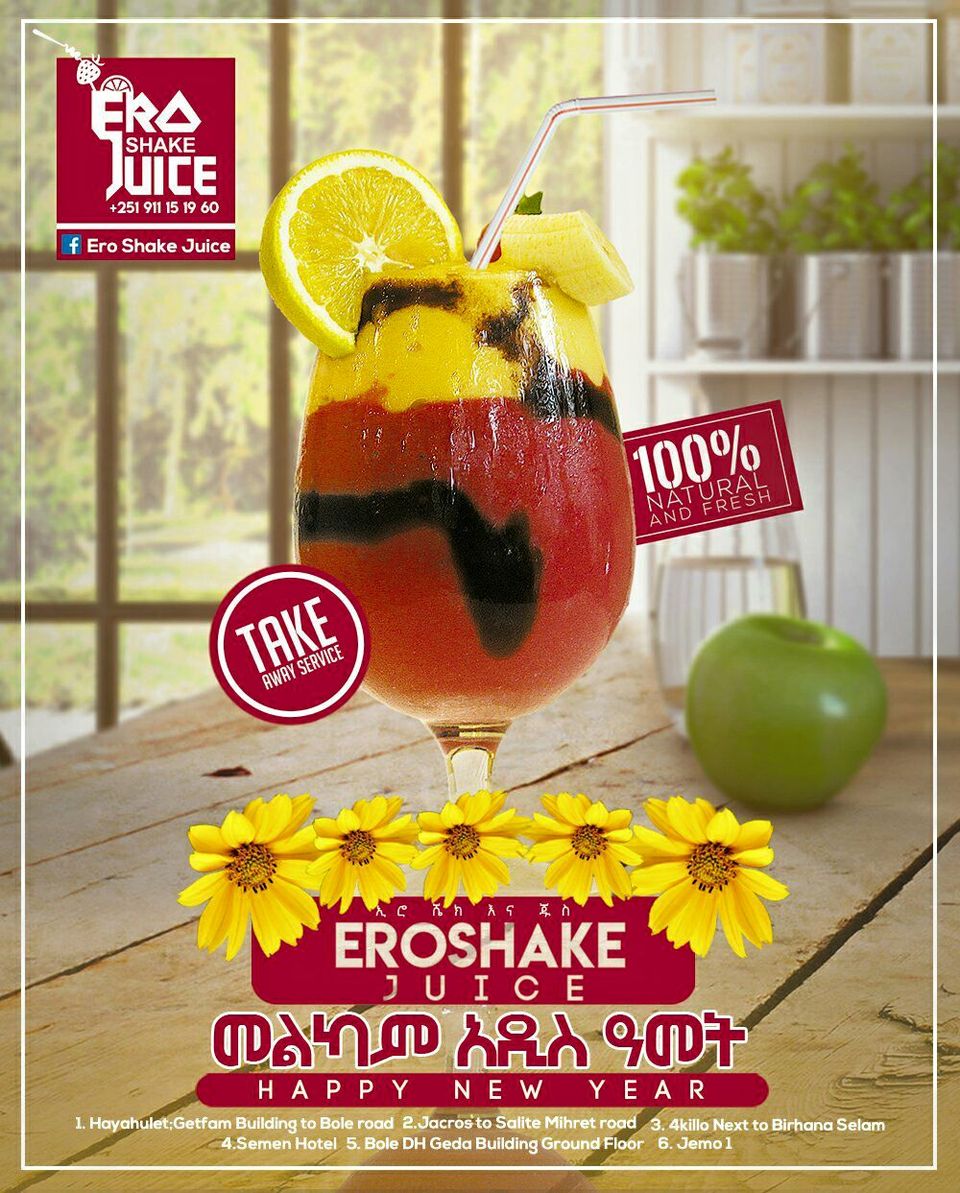 ERO
SHAKE
JUICE
+251 911 15 19 60
f Ero Shake Juice
100%
NATURAL
AND FRESH
TAKE
AWAY SERVICE
ኢሮ ሼክ እና ጁስ
EROSHAKE
JUICE
መልካም አዲስ ዓመት
HAPPY NEW YEAR
1. Hayahulet;Getfam Building to Bole road 2.Jacros to Salite Mihret road 3. 4killo Next to Birhana Selam
4.Semen Hotel 5. Bole DH Geda Building Ground Floor 6. Jemo 1